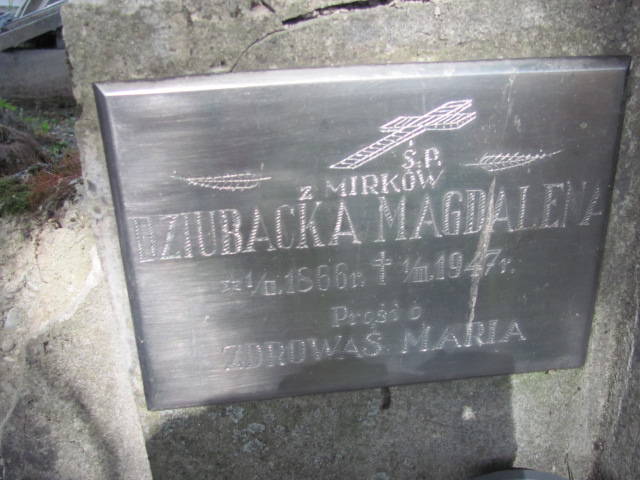 Ś.P.
z MIRKÓW
DZIUBACKA MAGDALENA
* 1/II. 1866r. † 1/III. 1947r.
Prosi o
ZDROWAŚ MARIA